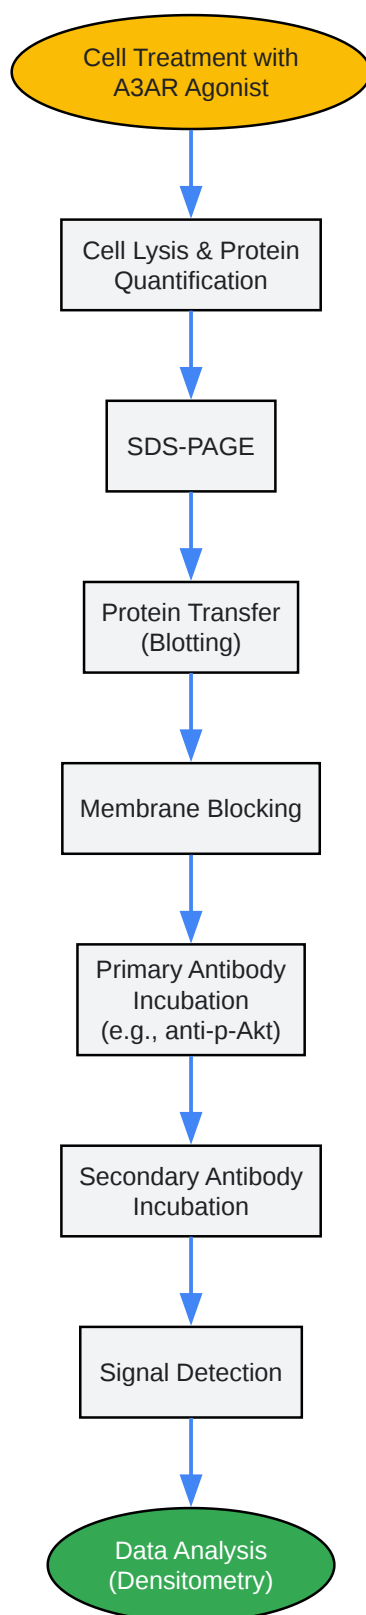 Cell Treatment with
A3AR Agonist
Cell Lysis & Protein
Quantification
SDS-PAGE
Protein Transfer
(Blotting)
Membrane Blocking
Primary Antibody
Incubation
(e.g., anti-p-Akt)
Secondary Antibody
Incubation
Signal Detection
Data Analysis
(Densitometry)